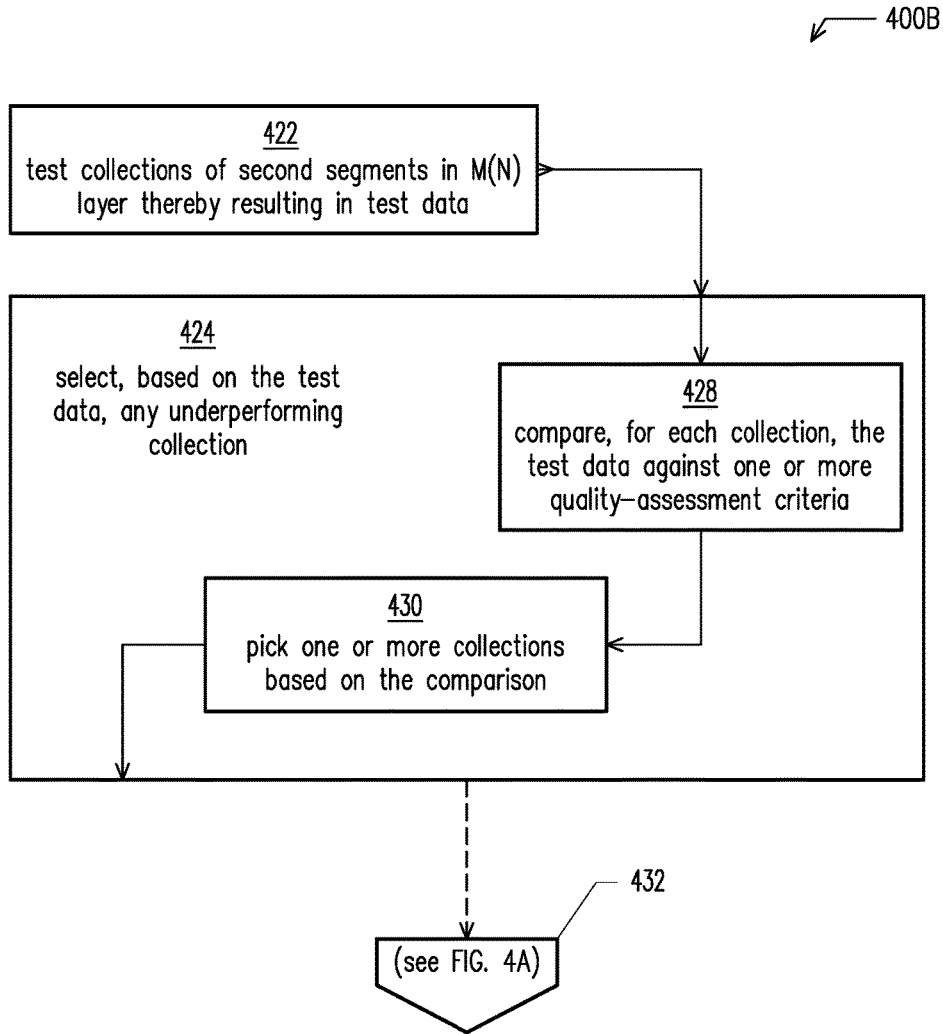 400B
422
test collections of second segments in M(N)
layer thereby resulting in test data
424
select, based on the test
data, any underperforming
collection
428
compare, for each collection, the
test data against one or more
quality-assessment criteria
430
pick one or more collections
based on the comparison
432
(see FIG. 4A)